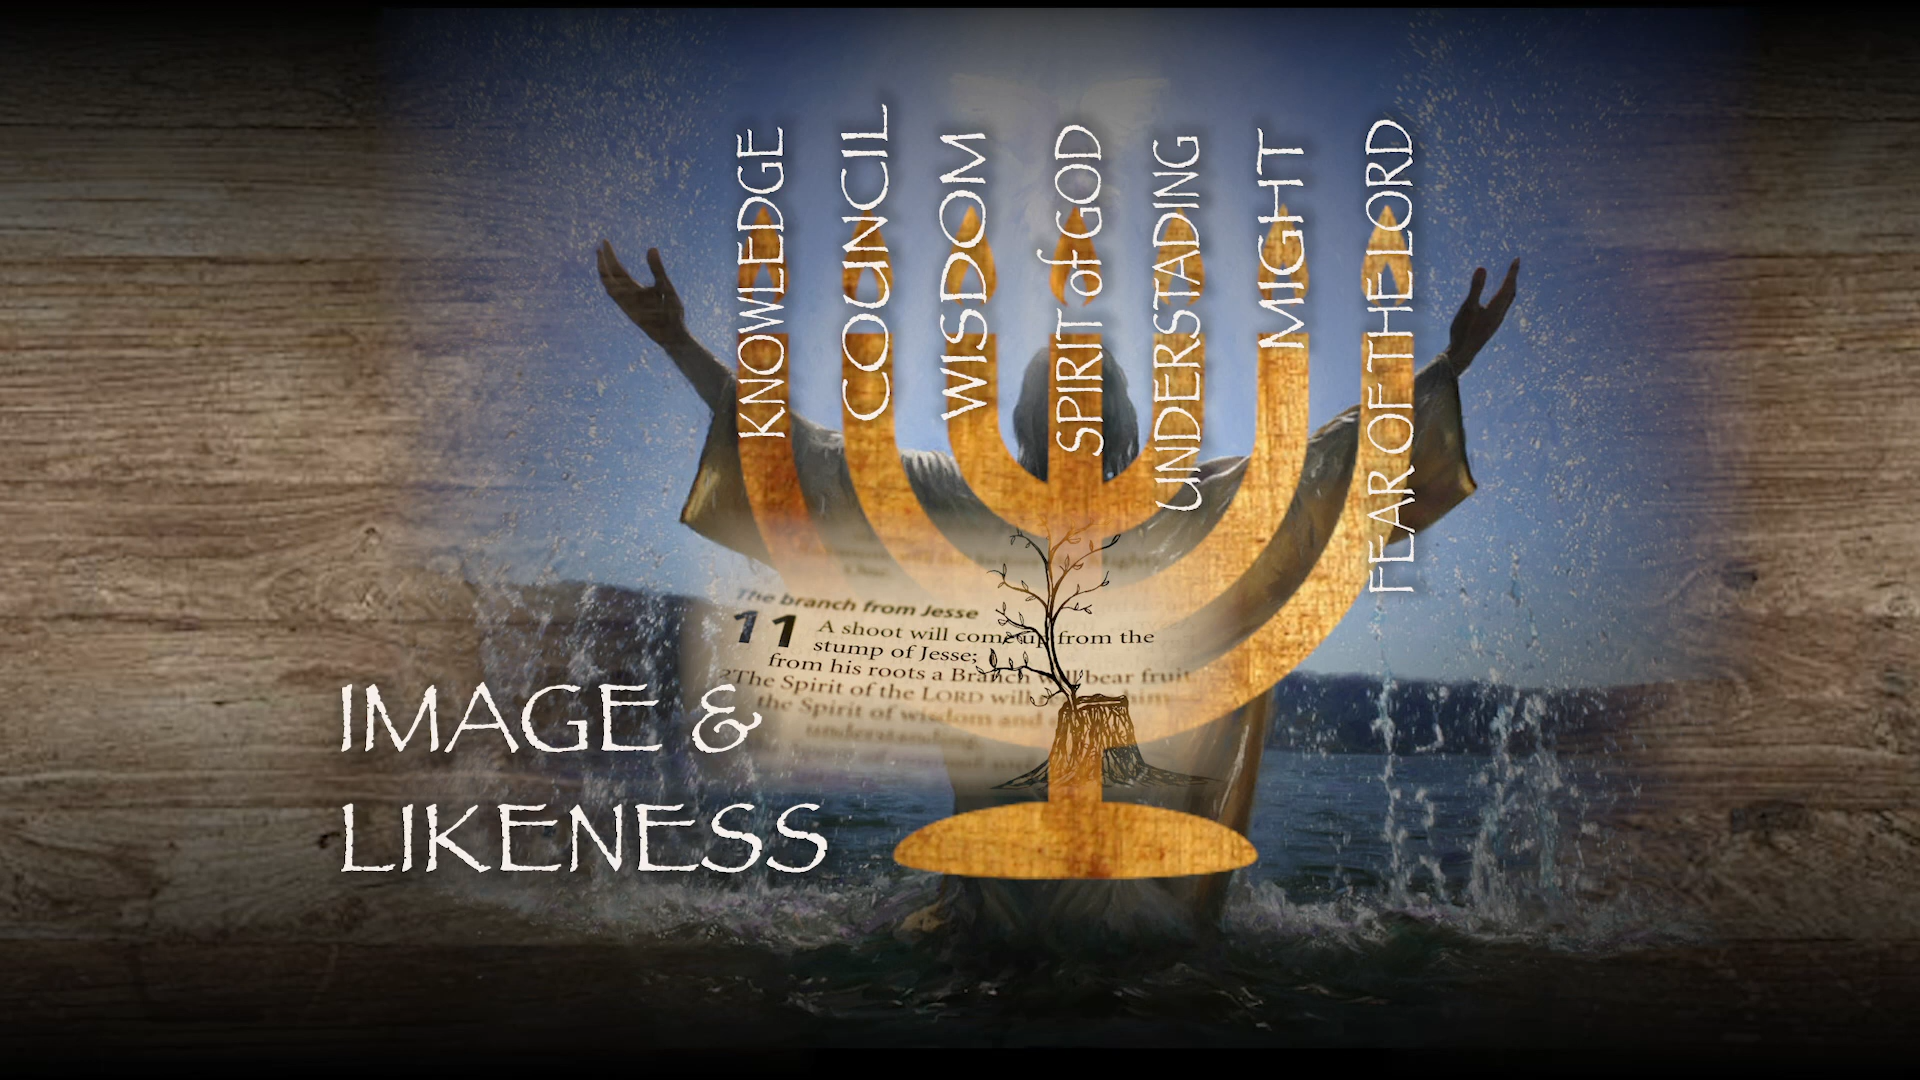 KNOWLEDGE
COUNCIL
WISDOM
SPIRIT of GOD
UNDERSTADING
MIGHT
FEAR OF THE LORD
The branch from Jesse
11 A shoot will come up from the
stump of Jesse;
from his roots a Branch will bear fruit
2The Spirit of the LORD will him
the Spirit of wisdom and
understanding
IMAGE &
LIKENESS